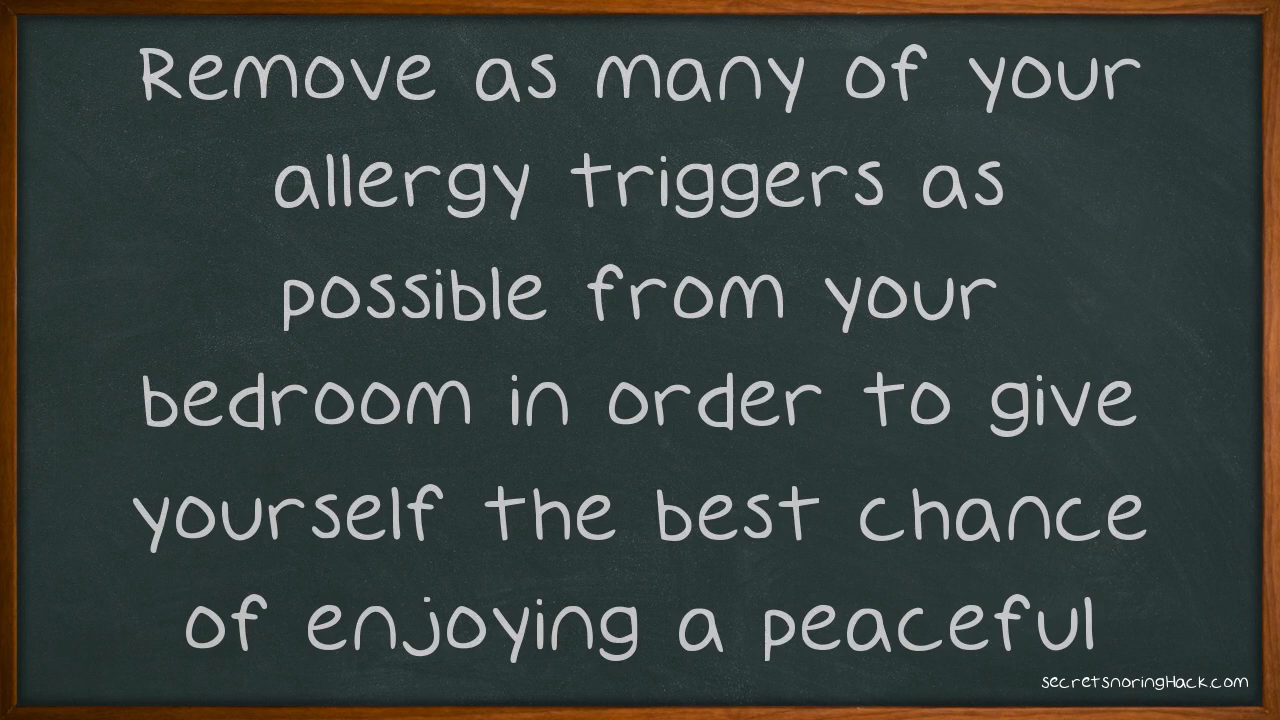 Remove as many of your
allergy triggers as
possible from your
bedroom in order to give
yourself the best chance
of enjoying a peaceful
secretsnoringHack.com